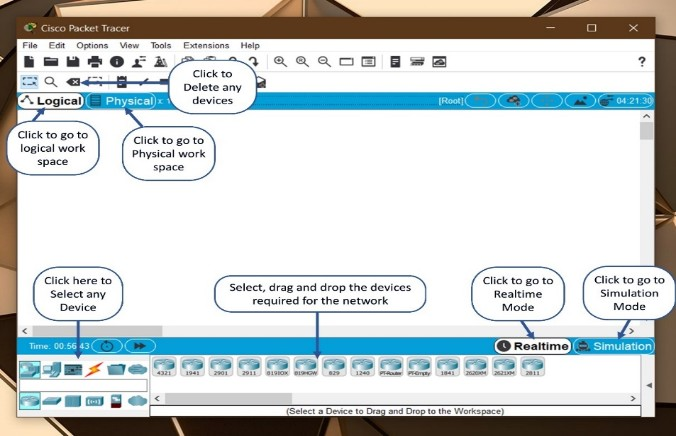 Cisco Packet Tracer
File Edit Options View Tools Extensions Help
?
Click to
Delete any
devices
Logical
Physical
x: 1
[Root]
04:21:30
Click to go to
logical work
space
Click to go to
Physical work
space
Click here to
Select any
Device
Select, drag and drop the devices
required for the network
Click to go to
Realtime
Mode
Click to go to
Simulation
Mode
Time: 00:56:43
Realtime
Simulation
4321 1941 2901 2911 819IOX 819HGW 829 1240 PT-Router PT-Empty 1841 2620XM 2621XM 2811
(Select a Device to Drag and Drop to the Workspace)